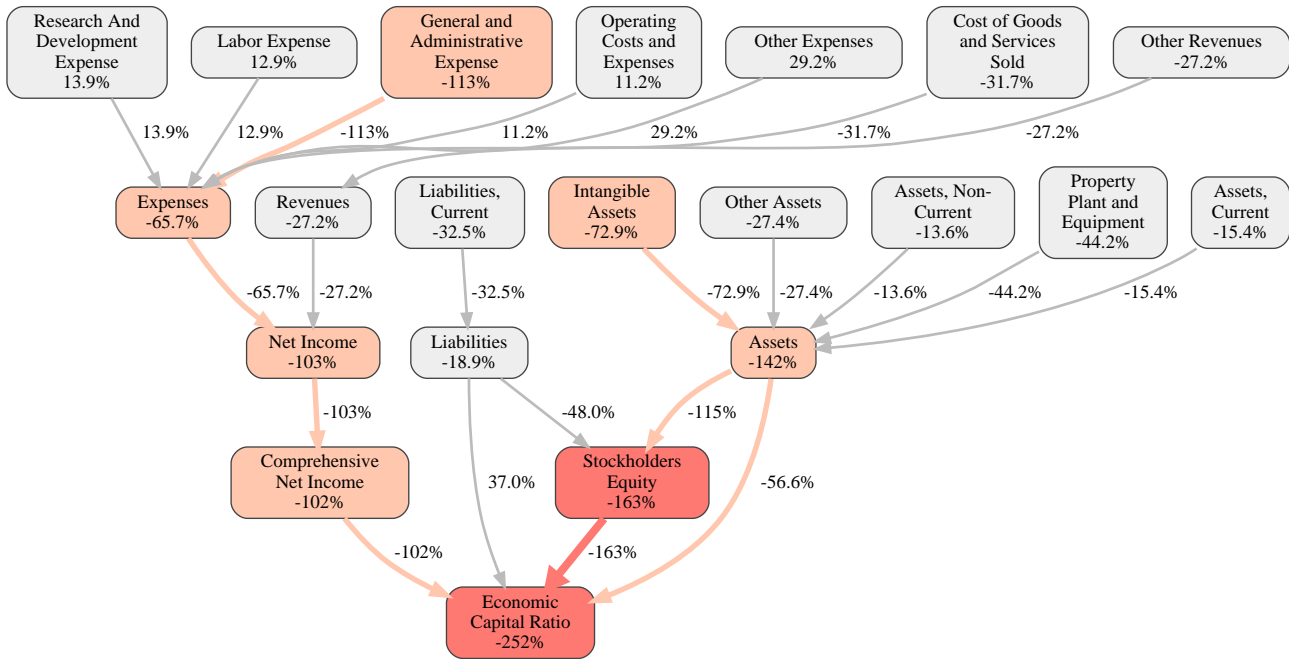 Research And
Development
Expense
13.9%
Labor Expense
12.9%
General and
Administrative
Expense
-113%
Operating
Costs and
Expenses
11.2%
Other Expenses
29.2%
Cost of Goods
and Services
Sold
-31.7%
Other Revenues
-27.2%
13.9%
12.9%
-113%
11.2%
29.2%
-31.7%
-27.2%
Expenses
-65.7%
Revenues
-27.2%
Liabilities,
Current
-32.5%
Intangible
Assets
-72.9%
Other Assets
-27.4%
Assets, Non-
Current
-13.6%
Property
Plant and
Equipment
-44.2%
Assets,
Current
-15.4%
-65.7%
-27.2%
-32.5%
-72.9%
-27.4%
-13.6%
-44.2%
-15.4%
Net Income
-103%
Liabilities
-18.9%
Assets
-142%
-103%
-48.0%
-115%
Comprehensive
Net Income
-102%
37.0%
Stockholders
Equity
-163%
-56.6%
-102%
-163%
Economic
Capital Ratio
-252%